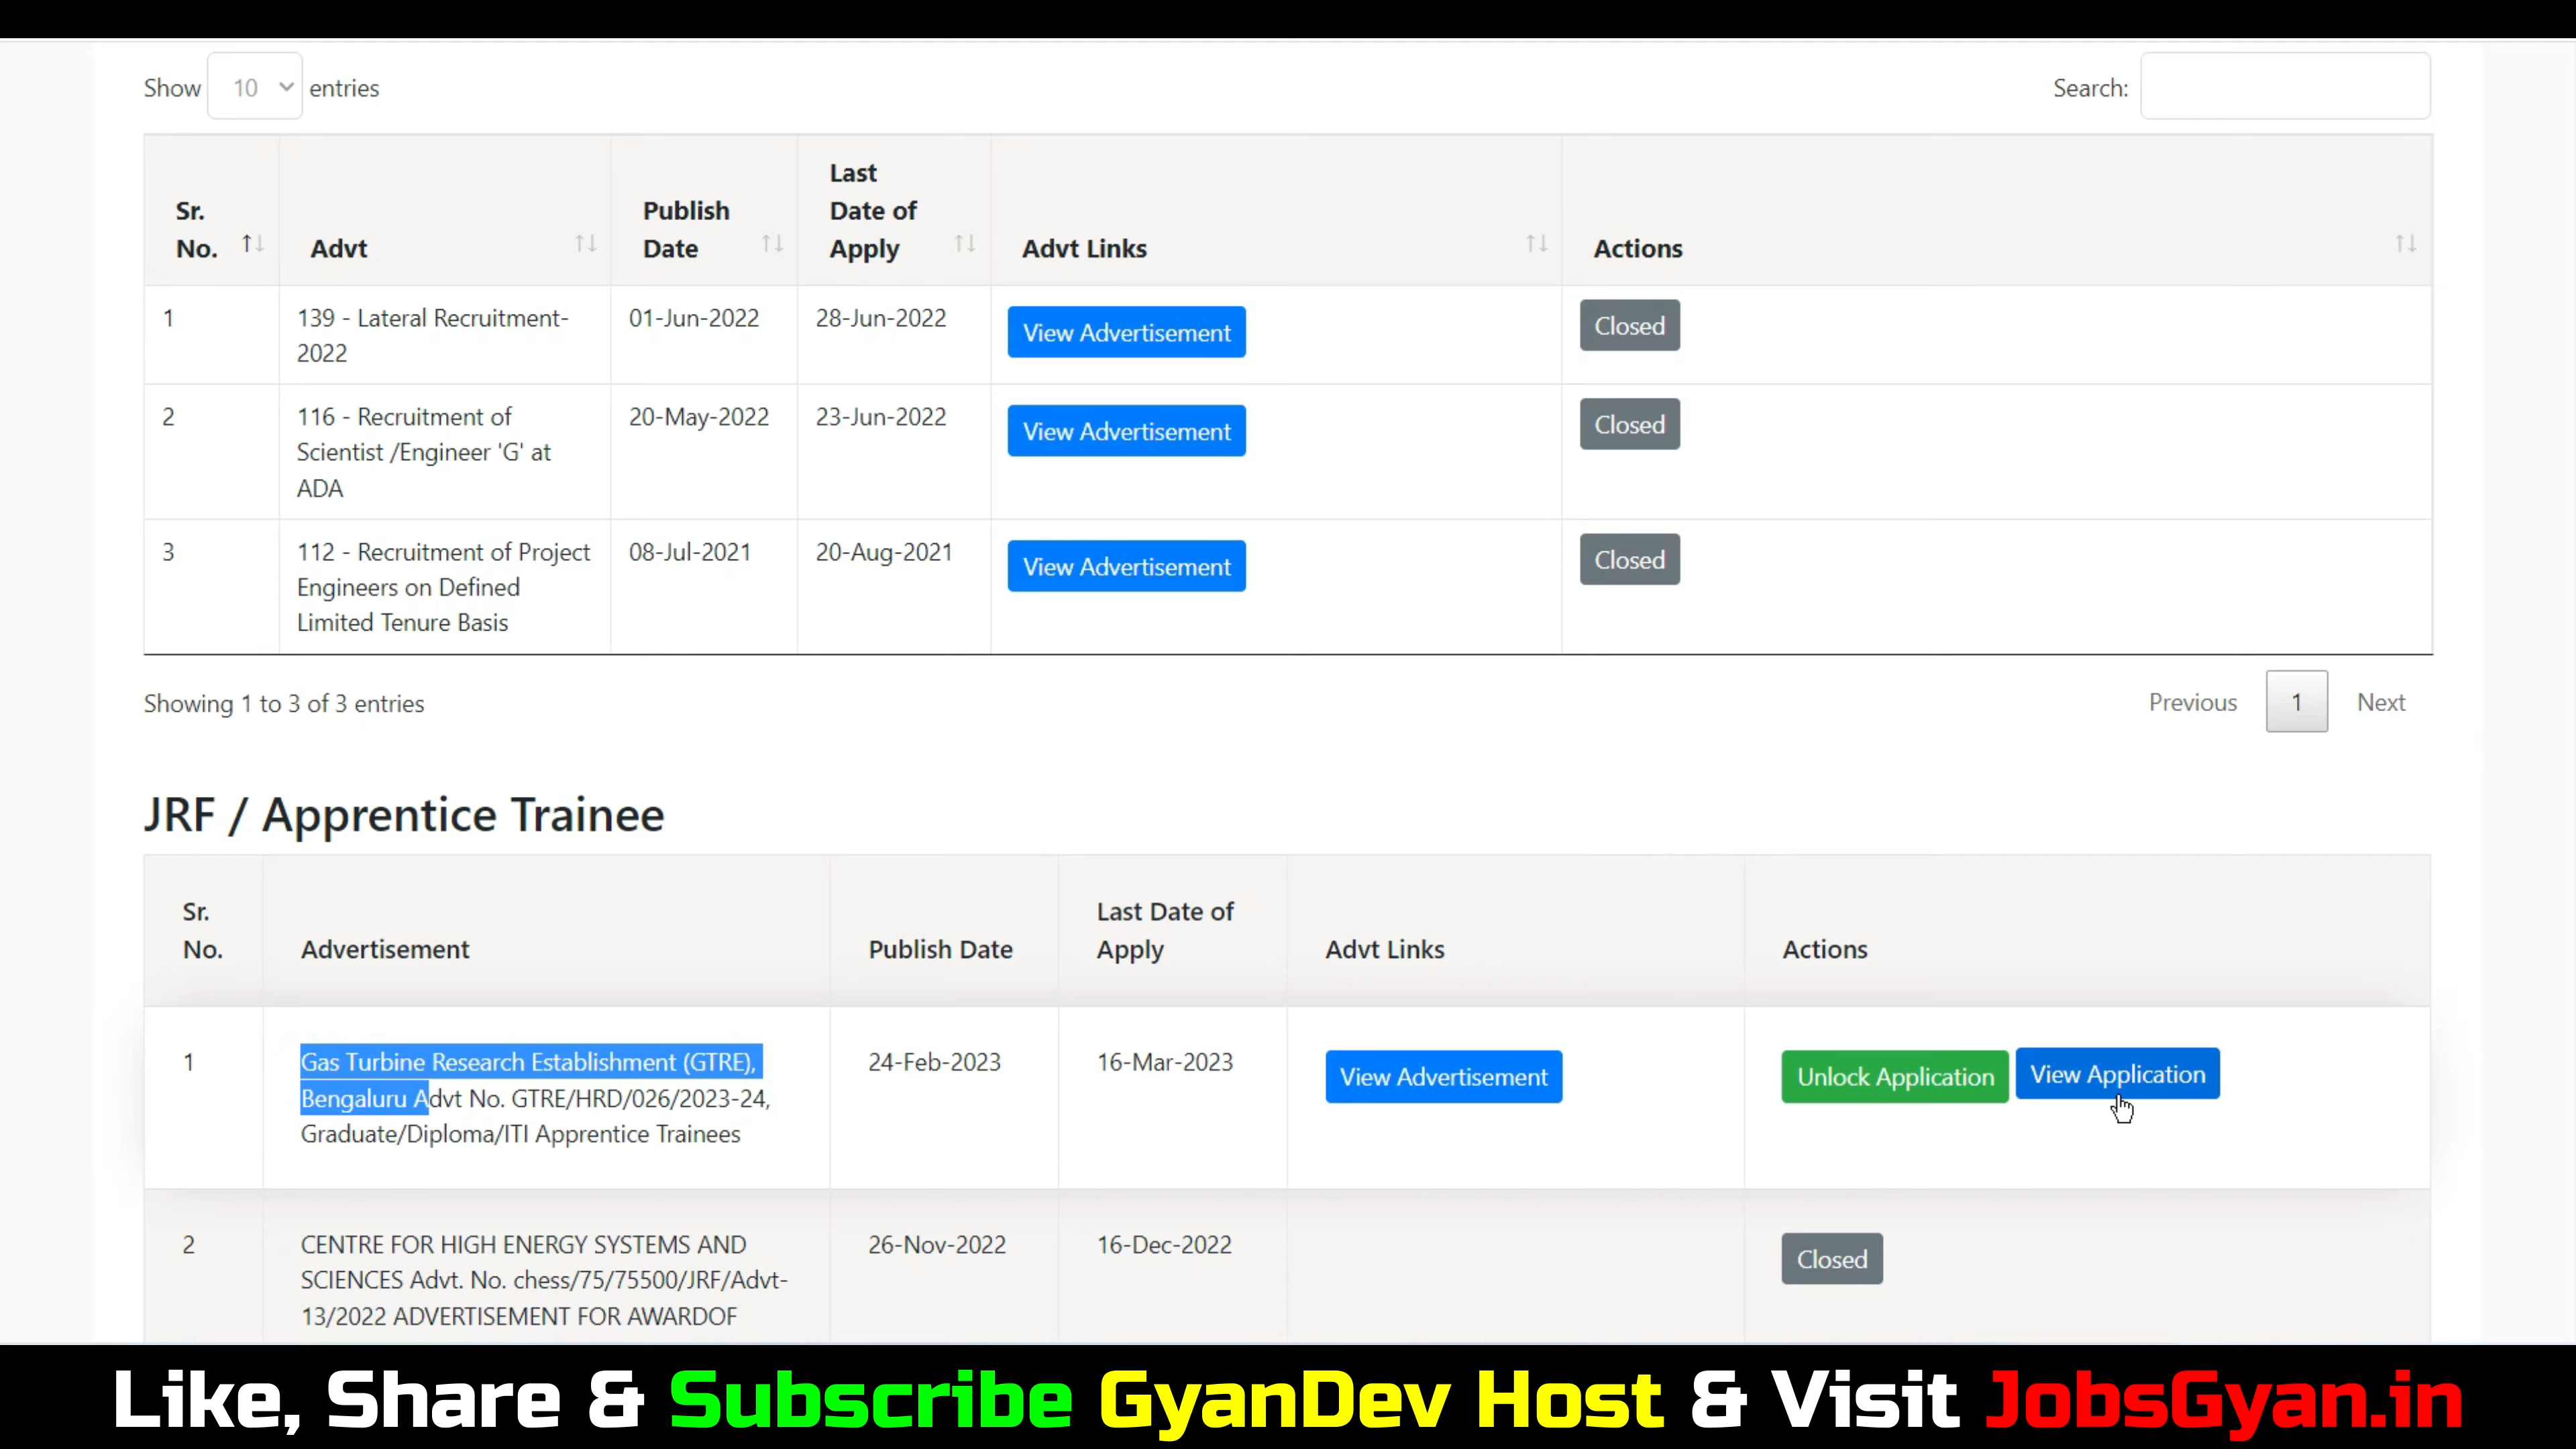 Show 10 entries
Search:
Sr. No.
Advt
Publish Date
Last Date of Apply
Advt Links
Actions
1
139 - Lateral Recruitment-
2022
01-Jun-2022
28-Jun-2022
View Advertisement
Closed
2
116 - Recruitment of
Scientist /Engineer 'G' at
ADA
20-May-2022
23-Jun-2022
View Advertisement
Closed
3
112 - Recruitment of Project
Engineers on Defined
Limited Tenure Basis
08-Jul-2021
20-Aug-2021
View Advertisement
Closed
Showing 1 to 3 of 3 entries
Previous 1 Next
JRF / Apprentice Trainee
Sr. No.
Advertisement
Publish Date
Last Date of Apply
Advt Links
Actions
1
Gas Turbine Research Establishment (GTRE),
Bengaluru Advt No. GTRE/HRD/026/2023-24,
Graduate/Diploma/ITI Apprentice Trainees
24-Feb-2023
16-Mar-2023
View Advertisement
Unlock Application
View Application
2
CENTRE FOR HIGH ENERGY SYSTEMS AND
SCIENCES Advt. No. chess/75/75500/JRF/Advt-
13/2022 ADVERTISEMENT FOR AWARDOF
26-Nov-2022
16-Dec-2022
Closed
Like, Share & Subscribe GyanDev Host & Visit JobsGyan.in